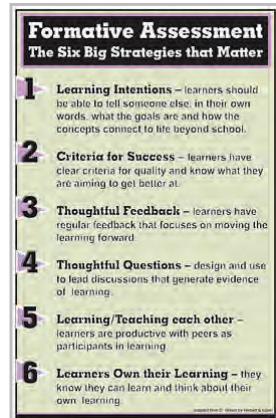 Formative Assessment
The Six Big Strategies that Matter
1 Learning Intentions – learners should
be able to tell someone else, in their own
words, what the goals are and how the
concepts connect to life beyond school.
2 Criteria for Success – learners have
clear criteria for quality and know what they
are aiming to get better at.
3 Thoughtful Feedback – learners have
regular feedback that focuses on moving the
learning forward.
4 Thoughtful Questions – design and use
to lead discussions that generate evidence
of learning.
5 Learning/Teaching each other –
learners are productive with peers as
participants in learning
6 Learners Own their Learning – they
know they can learn and think about their
own learning.